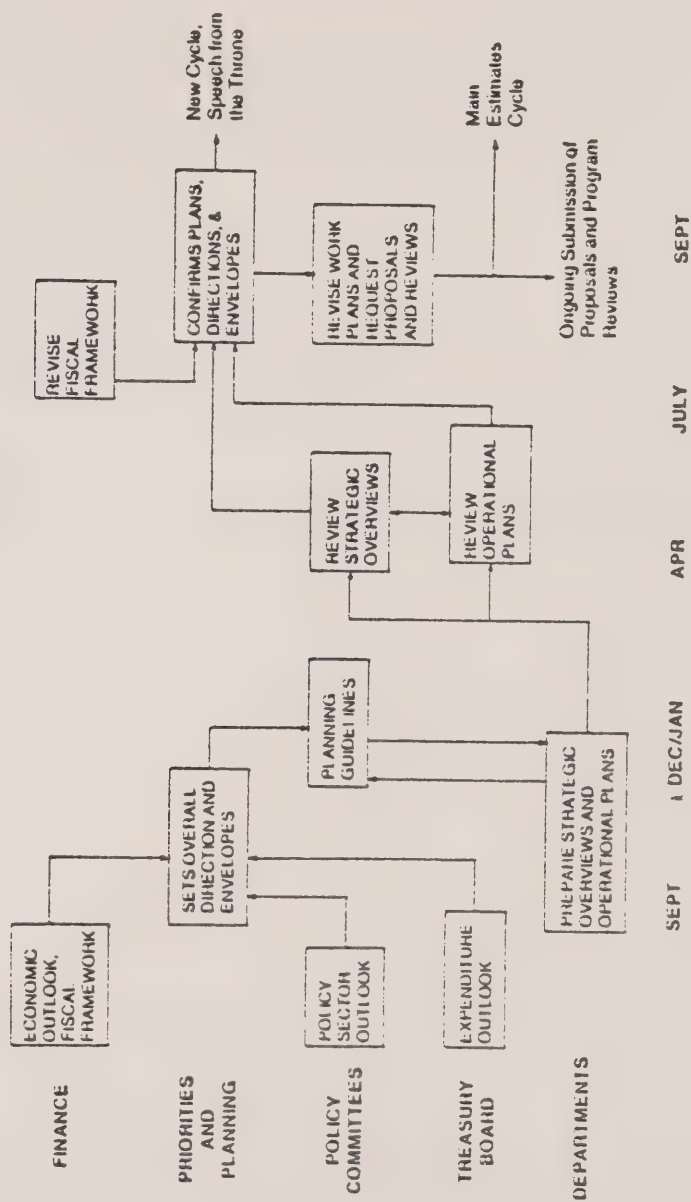 FINANCE
ECONOMIC
OUTLOOK,
FISCAL
FRAMEWORK
REVISE
FISCAL
FRAMEWORK
PRIORITIES
AND
PLANNING
SETS OVERALL
DIRECTION AND
ENVELOPES
CONFIRMS PLANS,
DIRECTIONS, &
ENVELOPES
New Cycle,
Speech from
the Throne
POLICY
COMMITTEES
POLICY
SECTOR
OUTLOOK
PLANNING
GUIDELINES
REVIEW
STRATEGIC
OVERVIEWS
REVISE WORK
PLANS AND
REQUEST
PROPOSALS
AND REVIEWS
TREASURY
BOARD
EXPENDITURE
OUTLOOK
REVIEW
OPERATIONAL
PLANS
Main
Estimates
Cycle
DEPARTMENTS
PREPARE STRATEGIC
OVERVIEWS AND
OPERATIONAL PLANS
Ongoing Submission of
Proposals and Program
Reviews
SEPT
DEC/JAN
APR
JULY
SEPT